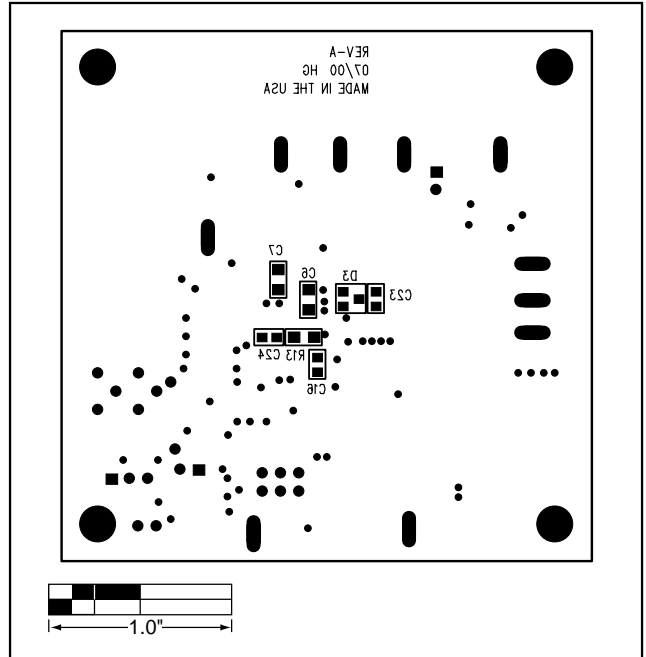 REV-A
07/00 HG
MADE IN THE USA
C7
C6
D3
C23
C24
R13
C16
1.0"